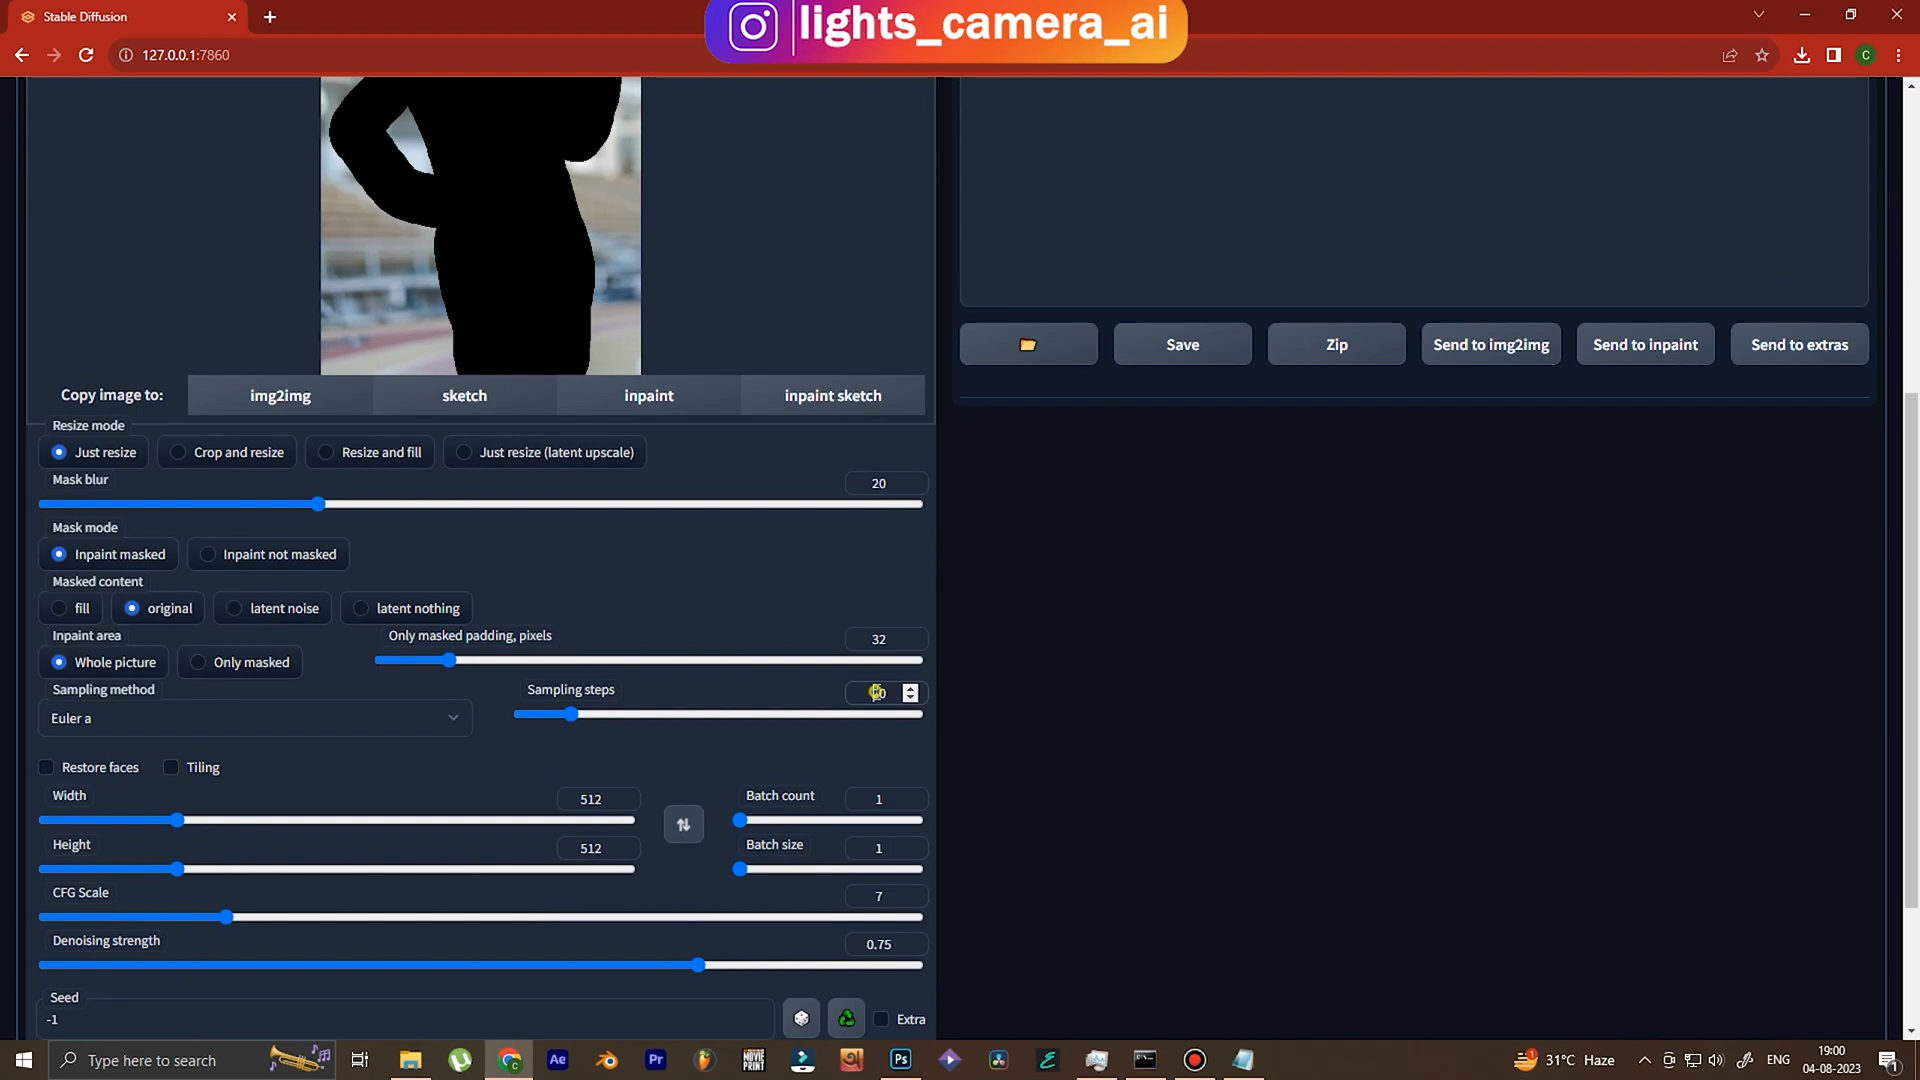 Stable Diffusion
lights_camera_ai
127.0.0.1:7860
C
Copy image to:
img2img
sketch
inpaint
inpaint sketch
Save
Zip
Send to img2img
Send to inpaint
Send to extras
Resize mode
Just resize
Crop and resize
Resize and fill
Just resize (latent upscale)
Mask blur
20
Mask mode
Inpaint masked
Inpaint not masked
Masked content
fill
original
latent noise
latent nothing
Inpaint area
Only masked padding, pixels
32
Whole picture
Only masked
Sampling method
Sampling steps
Euler a
Restore faces
Tiling
Width
512
Batch count
1
Height
512
Batch size
1
CFG Scale
7
Denoising strength
0.75
Seed
-1
Extra
Type here to search
Ae
Pr
Ps
31°C Haze
ENG
19:00
04-08-2023